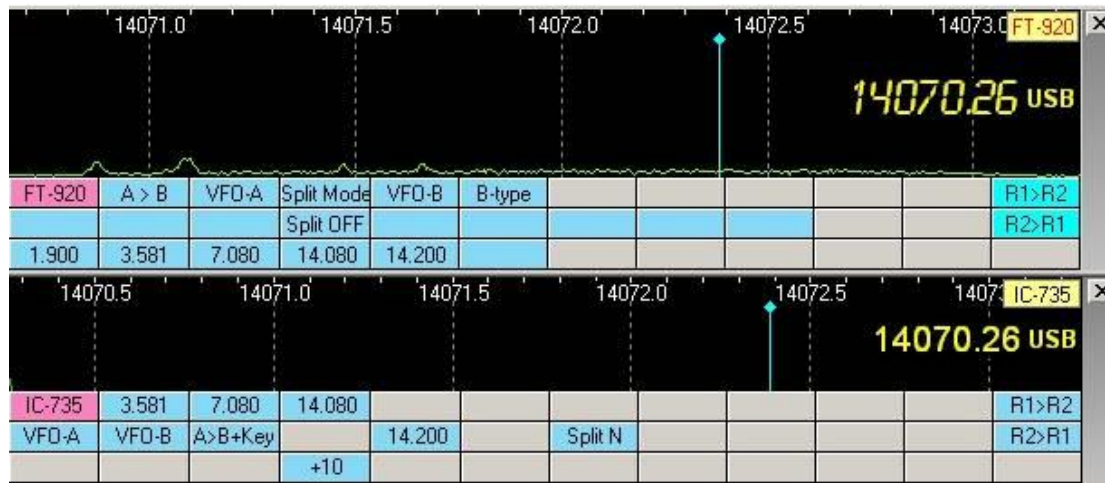 14071.0 14071.5 14072.0 14072.5 14073.0 FT-920
14070.26 USB
FT-920 A > B VFO-A Split Mode VFO-B B-type R1>R2
Split OFF R2>R1
1.900 3.581 7.080 14.080 14.200
14070.5 14071.0 14071.5 14072.0 14072.5 1407 IC-735
14070.26 USB
IC-735 3.581 7.080 14.080 R1>R2
VFO-A VFO-B A>B+Key 14.200 Split N R2>R1
+10